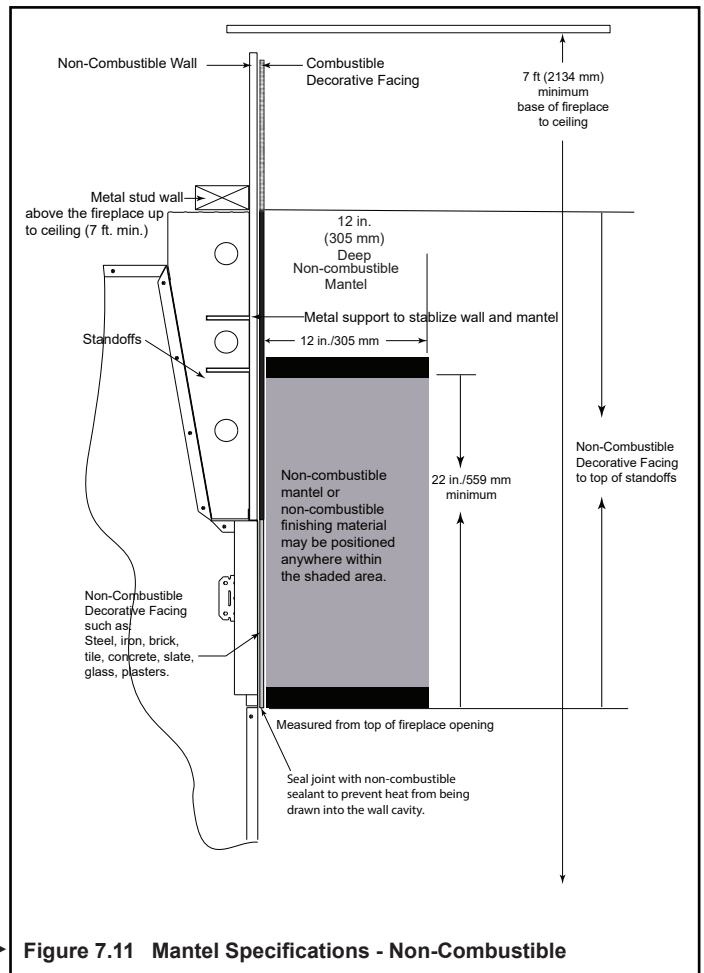 Non-Combustible Wall
Combustible
Decorative Facing
7 ft (2134 mm)
minimum
base of fireplace
to ceiling
Metal stud wall
above the fireplace up
to ceiling (7 ft. min.)
12 in.
(305 mm)
Deep
Non-combustible
Mantel
Metal support to stablize wall and mantel
Standoffs
12 in./305 mm
Non-Combustible
Decorative Facing
to top of standoffs
22 in./559 mm
minimum
Non-combustible
mantel or
non-combustible
finishing material
may be positioned
anywhere within
the shaded area.
Non-Combustible
Decorative Facing
such as:
Steel, iron, brick,
tile, concrete, slate,
glass, plasters.
Measured from top of fireplace opening
Seal joint with non-combustible
sealant to prevent heat from being
drawn into the wall cavity.
Figure 7.11 Mantel Specifications - Non-Combustible